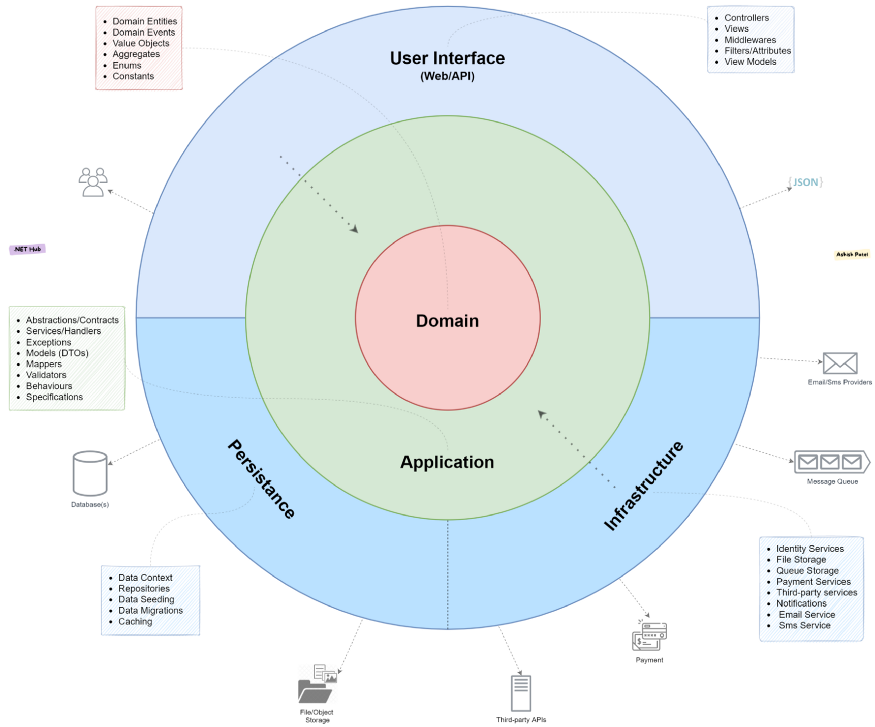 • Domain Entities
• Domain Events
• Value Objects
• Aggregates
• Enums
• Constants
User Interface
(Web/API)
• Controllers
• Views
• Middlewares
• Filters/Attributes
• View Models
{JSON}
.NET Hub
Ashish Patel
• Abstractions/Contracts
• Services/Handlers
• Exceptions
• Models (DTOs)
• Mappers
• Validators
• Behaviours
• Specifications
Domain
Email/Sms Providers
Application
Persistance
Infrastructure
Database(s)
Message Queue
• Data Context
• Repositories
• Data Seeding
• Data Migrations
• Caching
• Identity Services
• File Storage
• Queue Storage
• Payment Services
• Third-party services
• Notifications
• Email Service
• Sms Service
$
Payment
File/Object
Storage
Third-party APIs